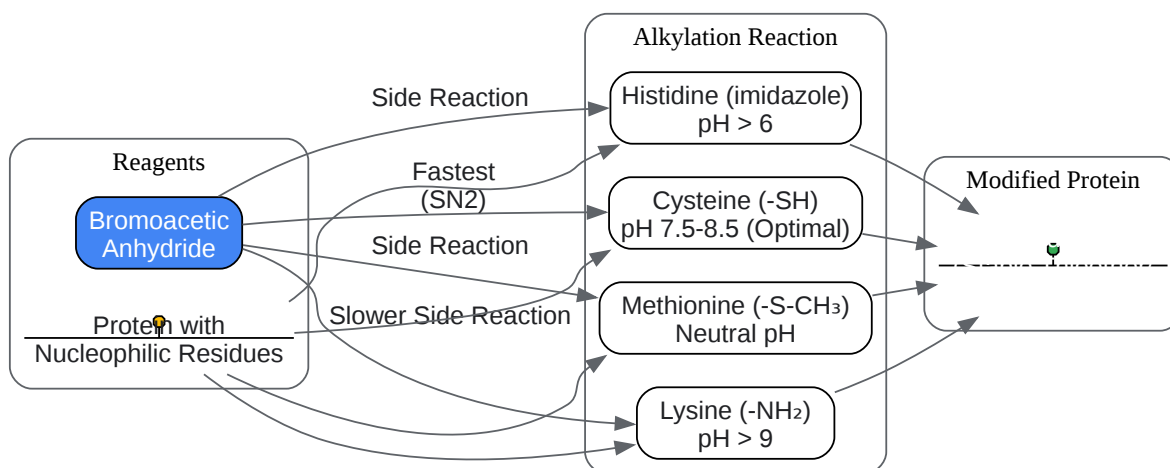 Alkylation Reaction
Side Reaction
Histidine (imidazole)
pH > 6
Reagents
Fastest
(SN2)
Modified Protein
Bromoacetic
Anhydride
Cysteine (-SH)
pH 7.5-8.5 (Optimal)
Side Reaction
Protein with
Nucleophilic Residues
Slower Side Reaction
Methionine (-S-CH₃)
Neutral pH
Lysine (-NH₂)
pH > 9